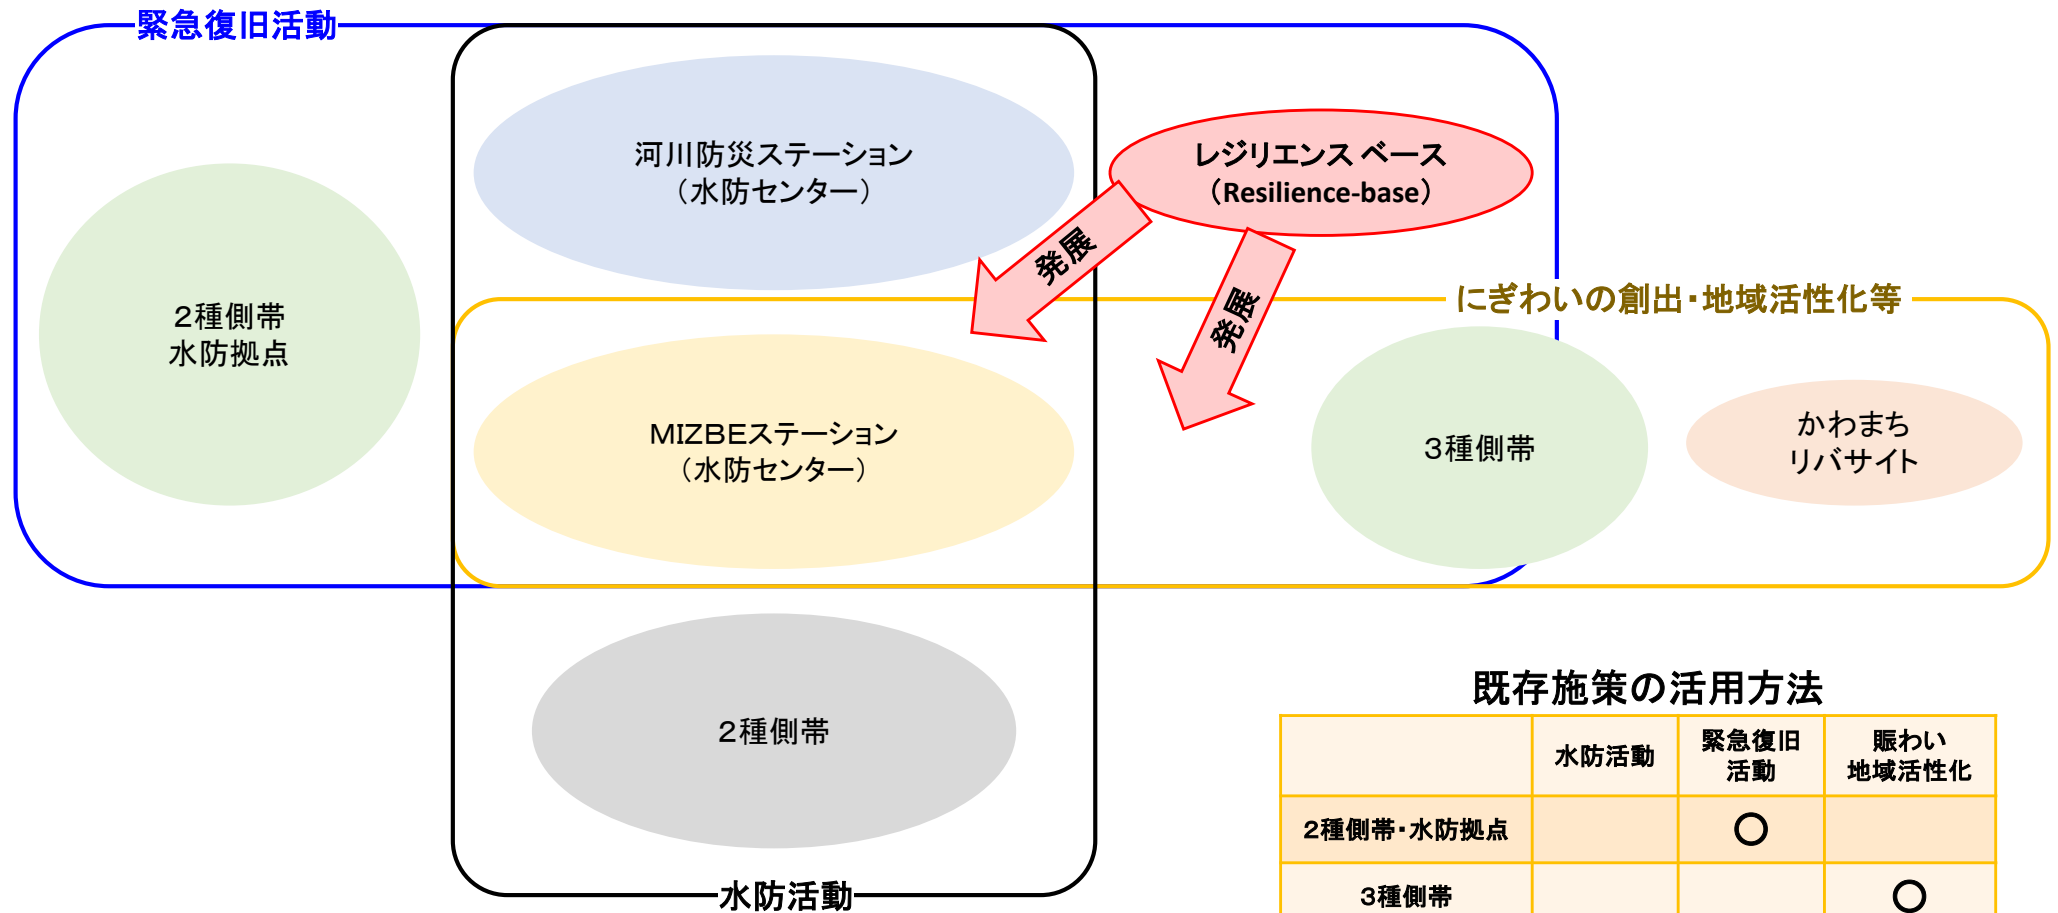 緊急復旧活動
河川防災ステーション
（水防センター）
レジリエンス ベース
（Resilience-base）
発展
発展
にぎわいの創出・地域活性化等
２種側帯
水防拠点
MIZBEステーション
（水防センター）
３種側帯
かわまち
リバサイト
２種側帯
水防活動
既存施策の活用方法
水防活動
緊急復旧
活動
賑わい
地域活性化
２種側帯・水防拠点
○
３種側帯
○